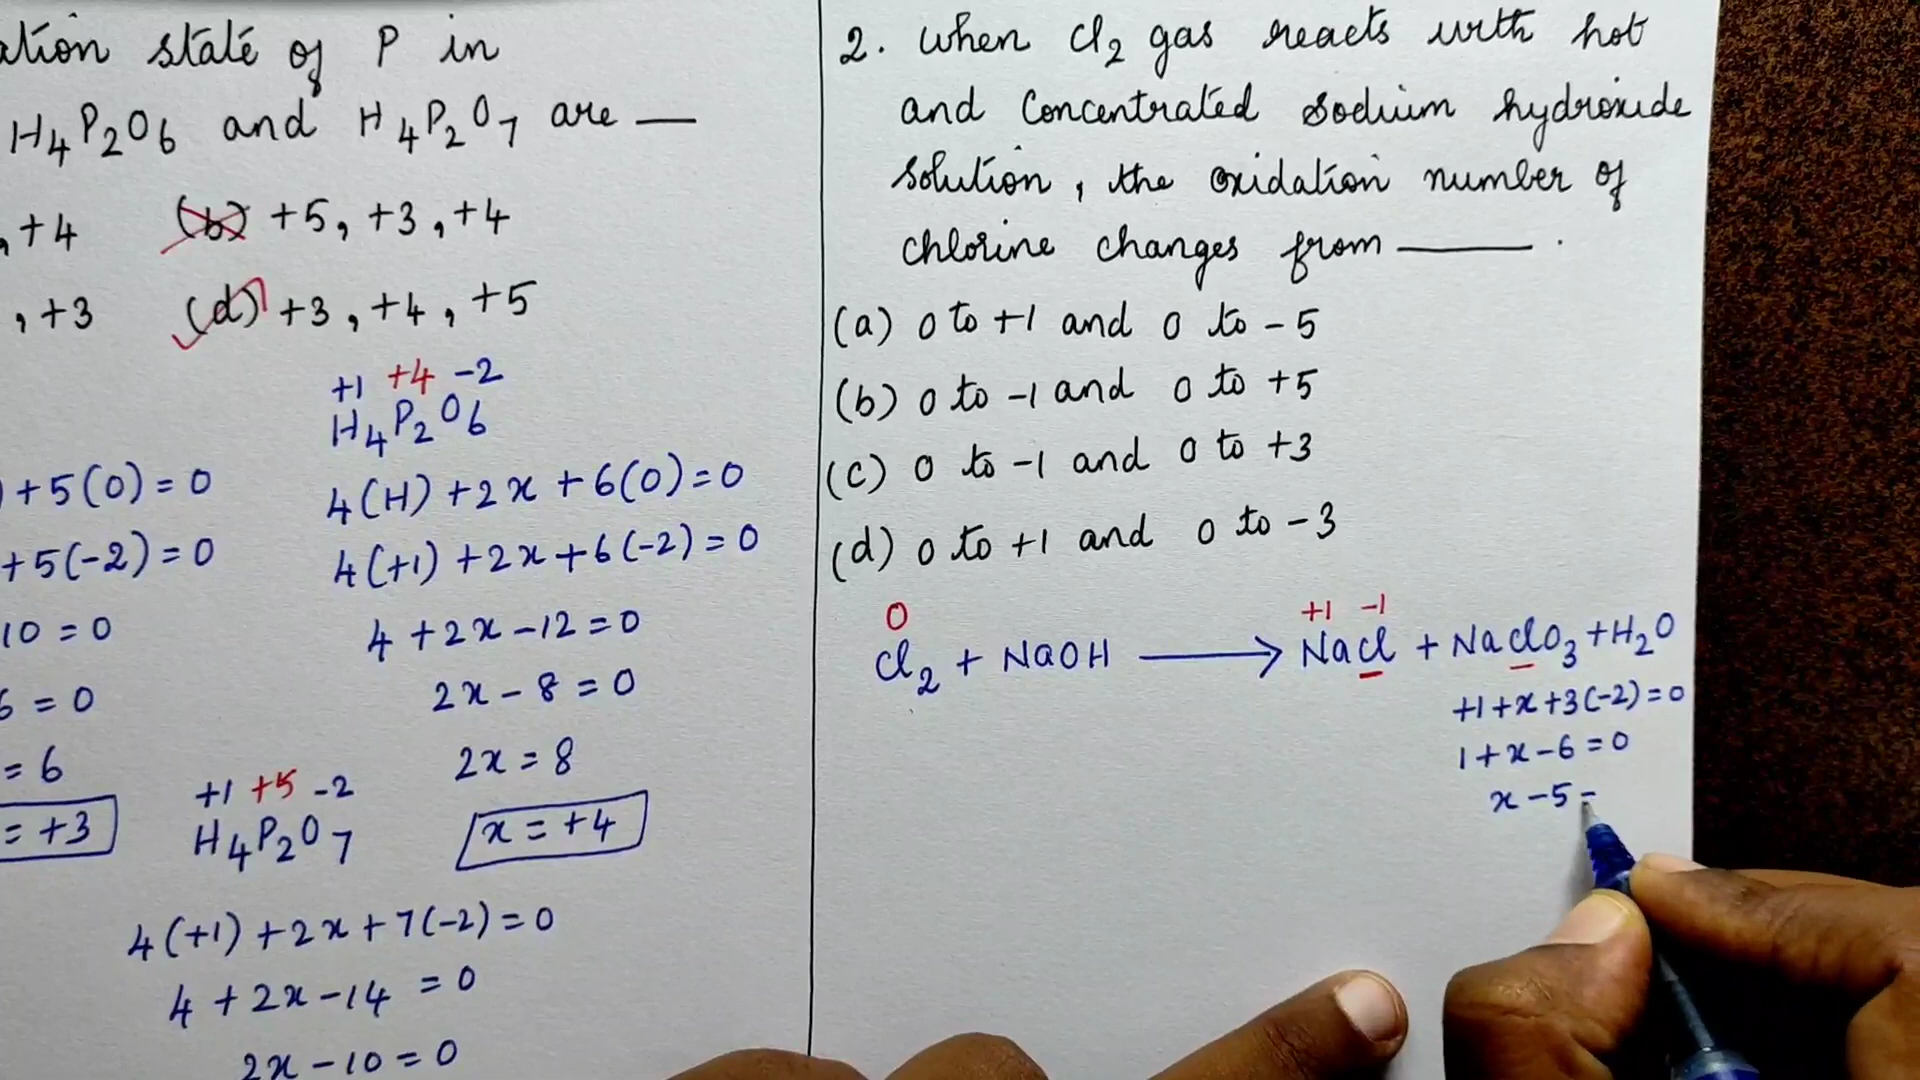 ation state of P in
H4P2O6 and H4P2O7 are —
, +4 (b) +5, +3, +4
, +3 (d) +3, +4, +5
+1 +4 -2
H4P2O6
) + 5(O) = 0
4(H) + 2x + 6(O) = 0
+ 5(-2) = 0
4(+1) + 2x + 6(-2) = 0
10 = 0
4 + 2x - 12 = 0
6 = 0
2x - 8 = 0
= 6
2x = 8
= +3
x = +4
+1 +5 -2
H4P2O7
4(+1) + 2x + 7(-2) = 0
4 + 2x - 14 = 0
2x - 10 = 0
2. When Cl2 gas reacts with hot
and Concentrated Sodium hydroxide
solution, the oxidation number of
chlorine changes from ——— .
(a) 0 to +1 and 0 to -5
(b) 0 to -1 and 0 to +5
(c) 0 to -1 and 0 to +3
(d) 0 to +1 and 0 to -3
0 +1 -1
Cl2 + NaOH ⟶ NaCl + NaClO3 + H2O
+1 + x + 3(-2) = 0
1 + x - 6 = 0
x - 5 =